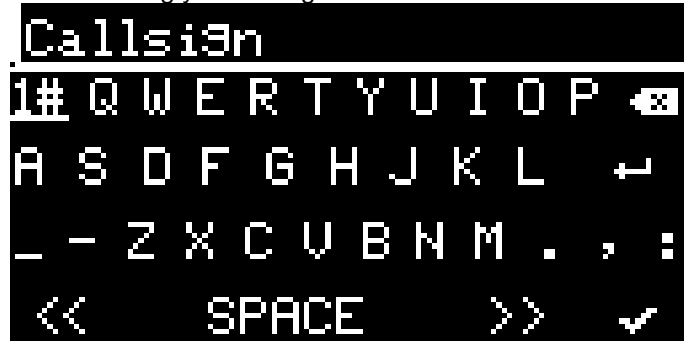 Callsign
1# Q W E R T Y U I O P
A S D F G H J K L
_ - Z X C V B N M . , :
<< SPACE >>